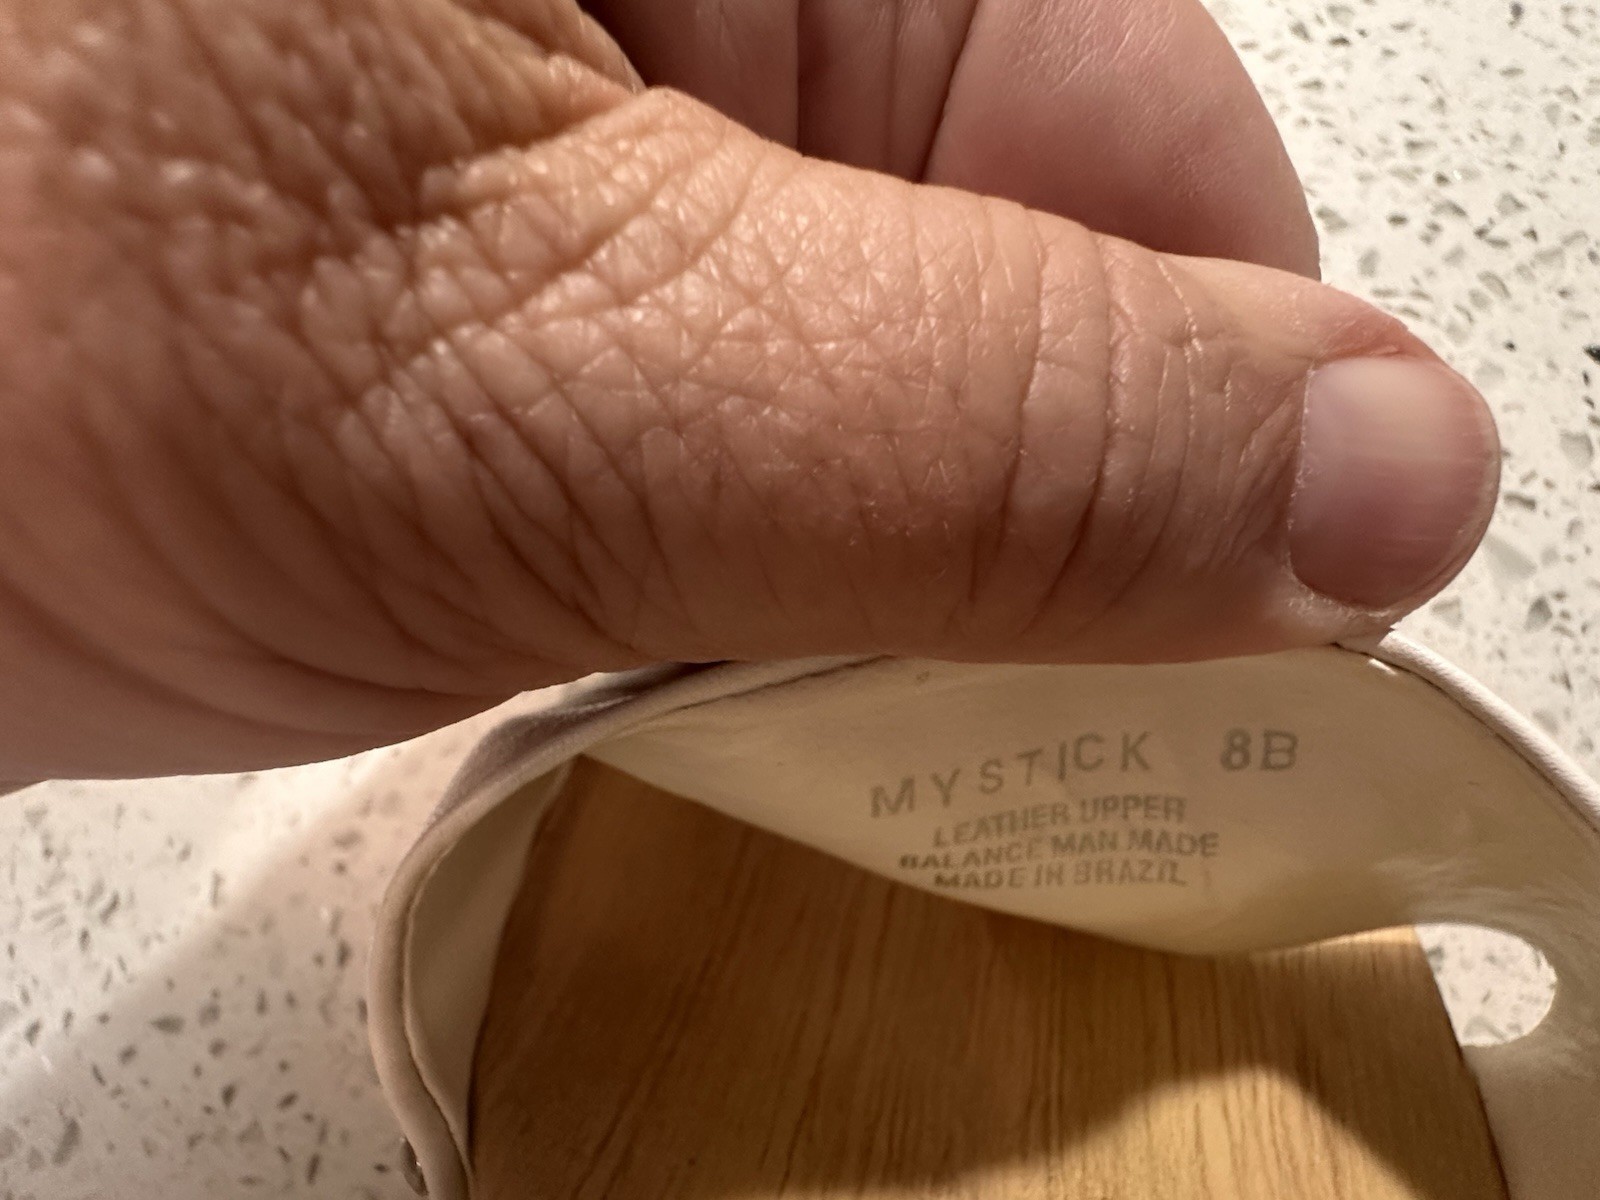 MYSTICK 8B
LEATHER UPPER
BALANCE MAN MADE
MADE IN BRAZIL